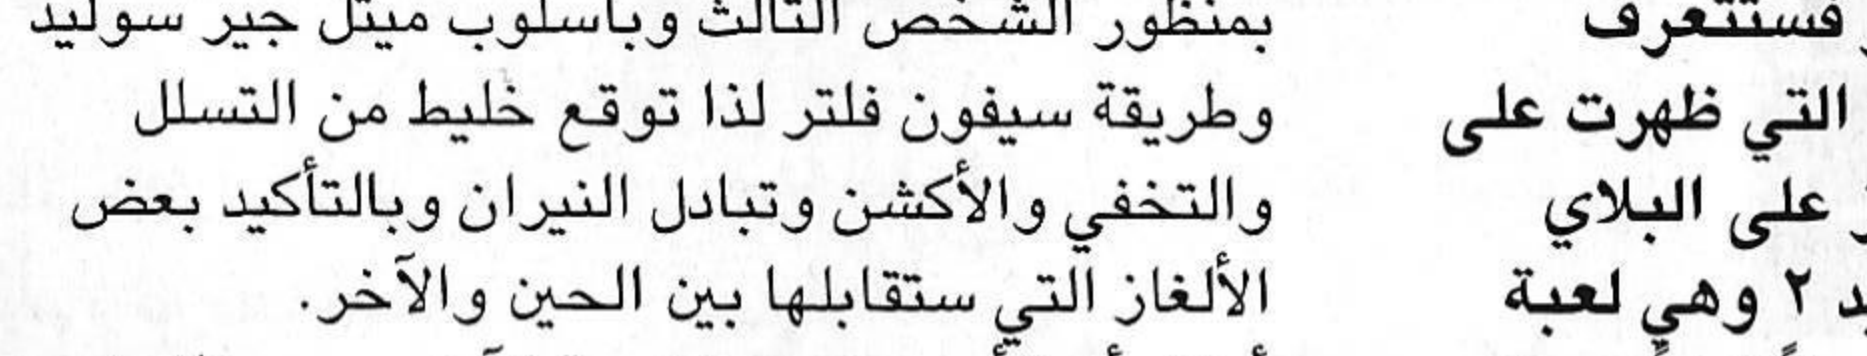 فستتعرف
التي ظهرت على
على البلاي
٢ وهي لعبة
بمنظور الشخص الثالث وبأسلوب ميتل جير سوليد
وطريقة سيفون فلتر لذا توقع خليط من التسلل
والتخفي والأكشن وتبادل النيران وبالتأكيد بعض
الألغاز التي ستقابلها بين الحين والآخر.